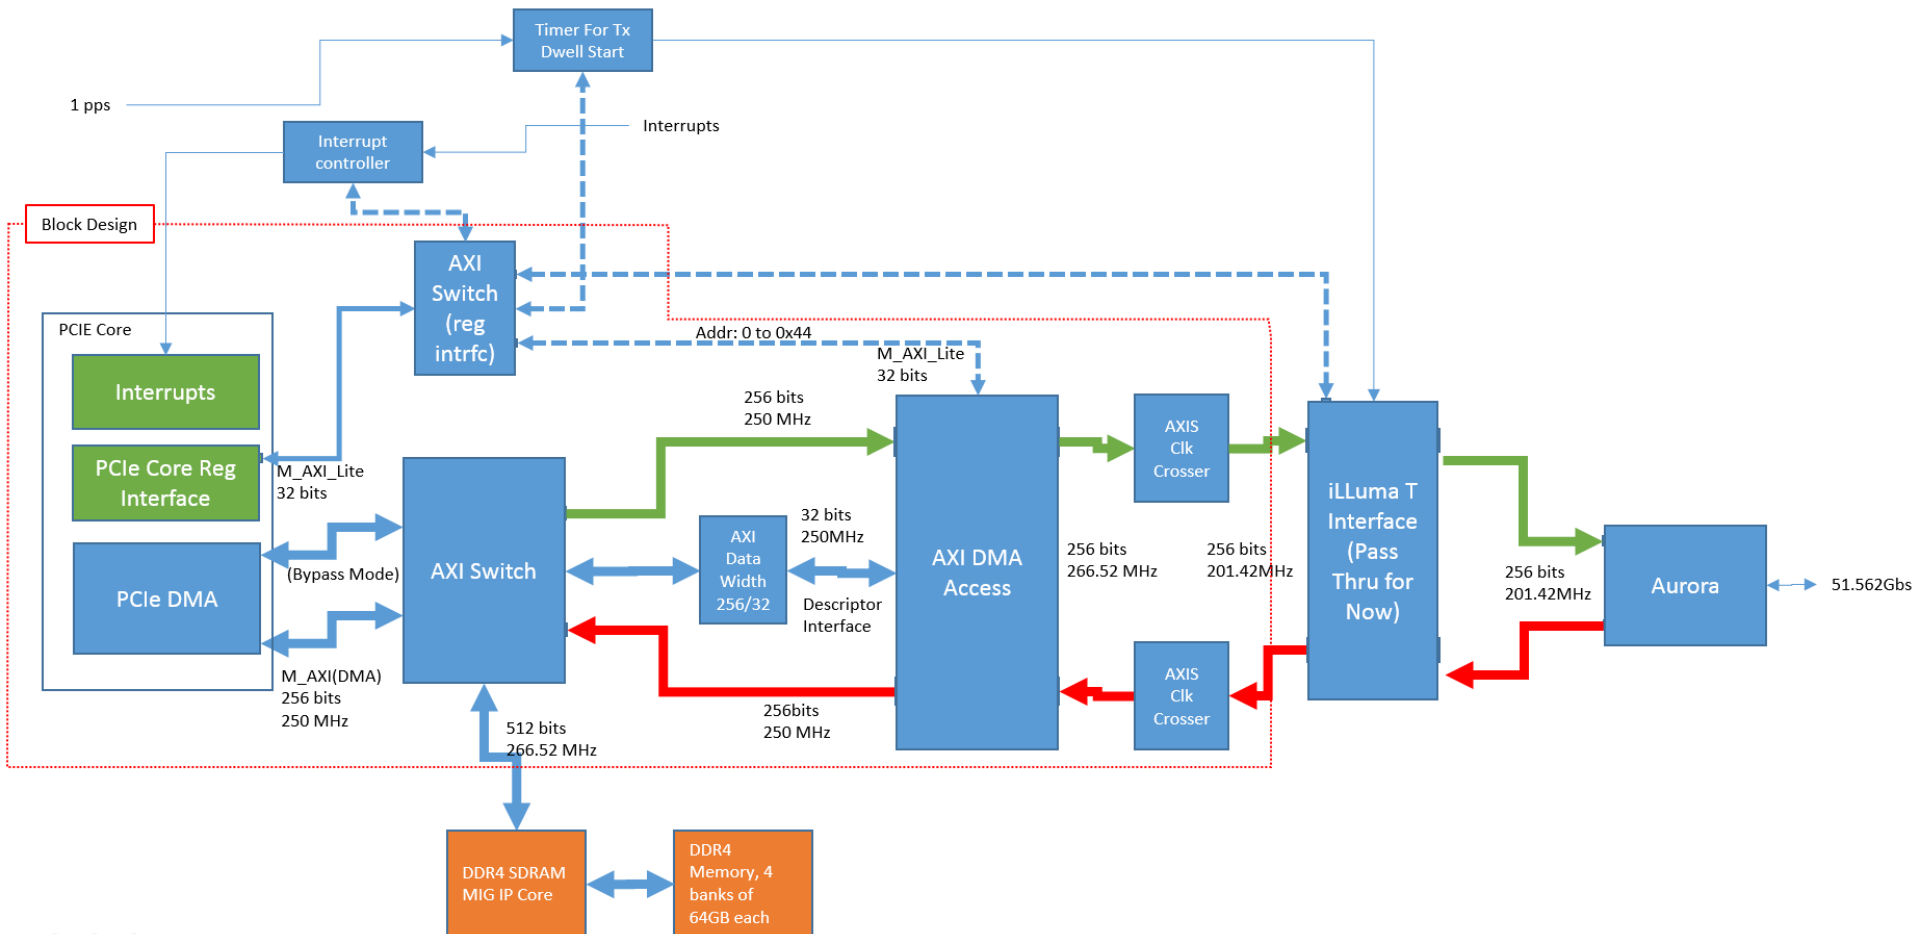 Timer For Tx
Dwell Start
1 pps
Interrupts
Interrupt
controller
Block Design
AXI
Switch
(reg
intrfc)
PCIE Core
Addr: 0 to 0x44
M_AXI_Lite
32 bits
Interrupts
256 bits
250 MHz
AXIS
Clk
Crosser
PCIe Core Reg
Interface
M_AXI_Lite
32 bits
iLLuma T
Interface
(Pass
Thru for
Now)
32 bits
250MHz
AXI
Data
Width
256/32
AXI Switch
(Bypass Mode)
PCIe DMA
AXI DMA
Access
256 bits
266.52 MHz
256 bits
201.42MHz
256 bits
201.42MHz
Aurora
51.562Gbs
Descriptor
Interface
M_AXI(DMA)
256 bits
250 MHz
AXIS
Clk
Crosser
256bits
250 MHz
512 bits
266.52 MHz
DDR4 SDRAM
MIG IP Core
DDR4
Memory, 4
banks of
64GB each